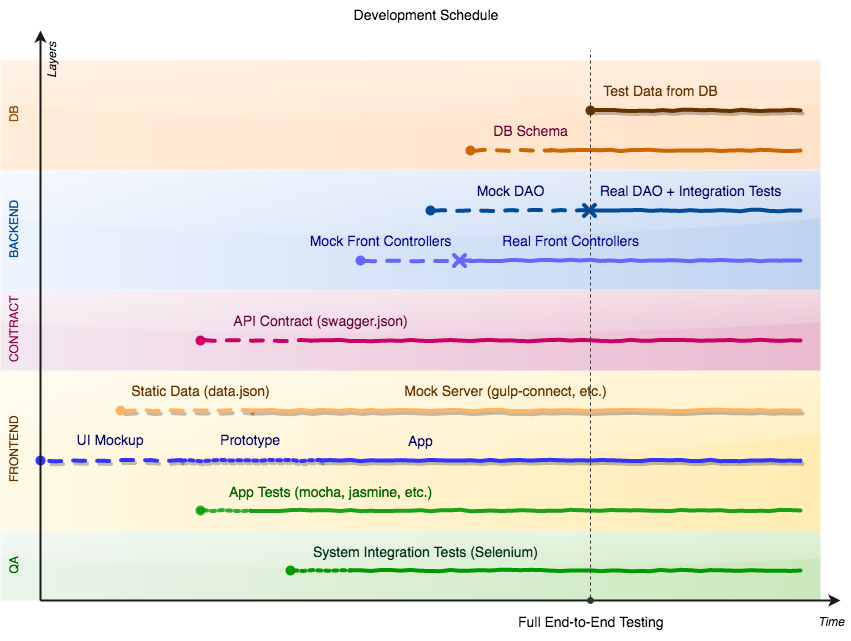 Development Schedule
Layers
DB
Test Data from DB
DB Schema
BACKEND
Mock DAO
Real DAO + Integration Tests
Mock Front Controllers
Real Front Controllers
CONTRACT
API Contract (swagger.json)
FRONTEND
Static Data (data.json)
Mock Server (gulp-connect, etc.)
UI Mockup
Prototype
App
App Tests (mocha, jasmine, etc.)
QA
System Integration Tests (Selenium)
Full End-to-End Testing
Time